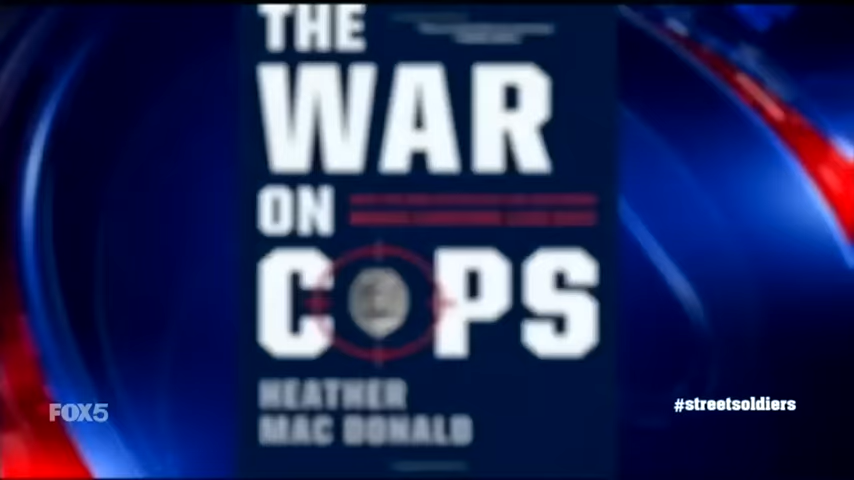 THE
WAR
ON
COPS
HEATHER
MAC DONALD
FOX5
#streetsoldiers